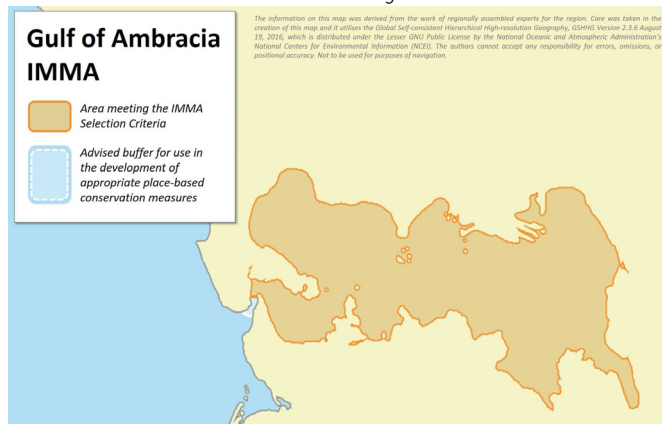 The information on this map was derived from the work of regionally assembled experts for the region. Care was taken in the
creation of this map and it utilises the Global Self-consistent Hierarchical High-resolution Geography, GSHHG Version 2.3.6 August
19, 2016, which is distributed under the Lesser GNU Public License by the National Oceanic and Atmospheric Administration's
National Centers for Environmental Information (NCEI). The authors cannot accept any responsibility for errors, omissions, or
positional accuracy. Not to be used for purposes of navigation.
Gulf of Ambracia
IMMA
Area meeting the IMMA
Selection Criteria
Advised buffer for use in
the development of
appropriate place-based
conservation measures